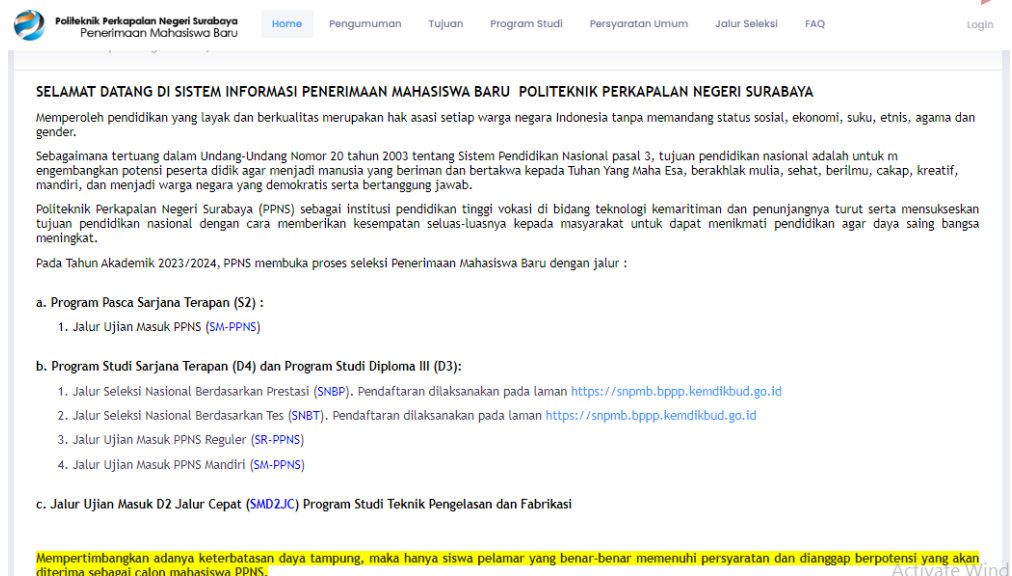 Politeknik Perkapalan Negeri Surabaya
Penerimaan Mahasiswa Baru
Home Pengumuman Tujuan Program Studi Persyaratan Umum Jalur Seleksi FAQ Login
SELAMAT DATANG DI SISTEM INFORMASI PENERIMAAN MAHASISWA BARU POLITEKNIK PERKAPALAN NEGERI SURABAYA
Memperoleh pendidikan yang layak dan berkualitas merupakan hak asasi setiap warga negara Indonesia tanpa memandang status sosial, ekonomi, suku, etnis, agama dan
gender.
Sebagaimana tertuang dalam Undang-Undang Nomor 20 tahun 2003 tentang Sistem Pendidikan Nasional pasal 3, tujuan pendidikan nasional adalah untuk m
engembangkan potensi peserta didik agar menjadi manusia yang beriman dan bertakwa kepada Tuhan Yang Maha Esa, berakhlak mulia, sehat, berilmu, cakap, kreatif,
mandiri, dan menjadi warga negara yang demokratis serta bertanggung jawab.
Politeknik Perkapalan Negeri Surabaya (PPNS) sebagai institusi pendidikan tinggi vokasi di bidang teknologi kemaritiman dan penunjangnya turut serta mensukseskan
tujuan pendidikan nasional dengan cara memberikan kesempatan seluas-luasnya kepada masyarakat untuk dapat menikmati pendidikan agar daya saing bangsa
meningkat.
Pada Tahun Akademik 2023/2024, PPNS membuka proses seleksi Penerimaan Mahasiswa Baru dengan jalur :
a. Program Pasca Sarjana Terapan (S2) :
1. Jalur Ujian Masuk PPNS (SM-PPNS)
b. Program Studi Sarjana Terapan (D4) dan Program Studi Diploma III (D3):
1. Jalur Seleksi Nasional Berdasarkan Prestasi (SNBP). Pendaftaran dilaksanakan pada laman https://snpmb.bppp.kemdikbud.go.id
2. Jalur Seleksi Nasional Berdasarkan Tes (SNBT). Pendaftaran dilaksanakan pada laman https://snpmb.bppp.kemdikbud.go.id
3. Jalur Ujian Masuk PPNS Reguler (SR-PPNS)
4. Jalur Ujian Masuk PPNS Mandiri (SM-PPNS)
c. Jalur Ujian Masuk D2 Jalur Cepat (SMD2JC) Program Studi Teknik Pengelasan dan Fabrikasi
Mempertimbangkan adanya keterbatasan daya tampung, maka hanya siswa pelamar yang benar-benar memenuhi persyaratan dan dianggap berpotensi yang akan
diterima sebagai calon mahasiswa PPNS.
Activate Wind